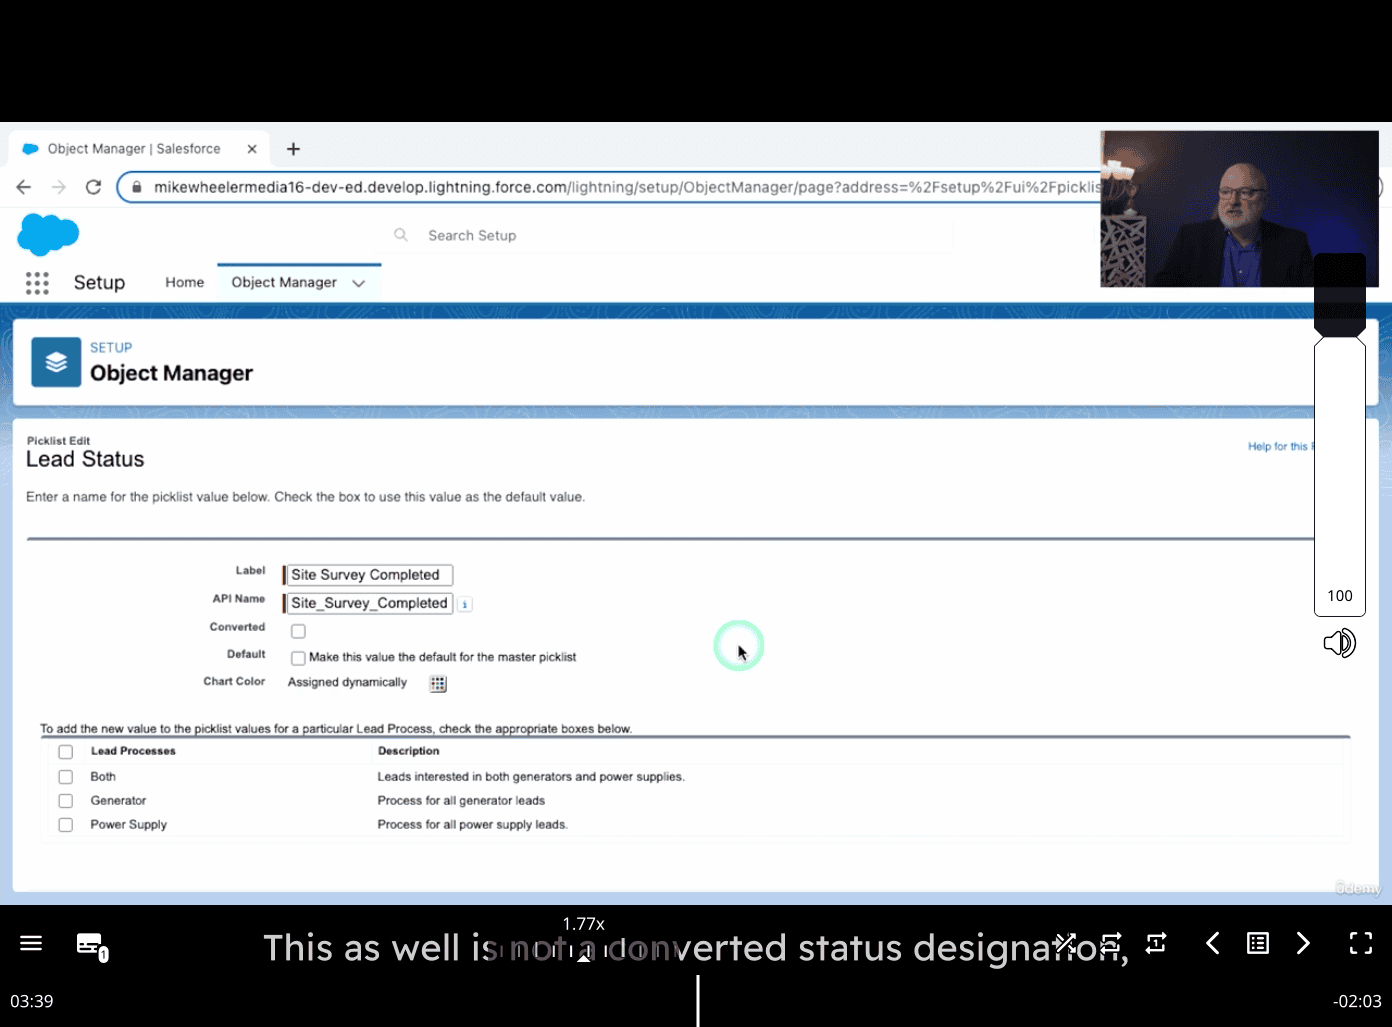 Object Manager | Salesforce
mikewheelermedia16-dev-ed.develop.lightning.force.com/lightning/setup/ObjectManager/page?address=%2Fsetup%2Fui%2Fpicklis
Search Setup
Setup Home Object Manager
SETUP
Object Manager
Picklist Edit
Lead Status
Help for this
Enter a name for the picklist value below. Check the box to use this value as the default value.
Label Site Survey Completed
API Name Site_Survey_Completed i
Converted
Default Make this value the default for the master picklist
Chart Color Assigned dynamically
100
To add the new value to the picklist values for a particular Lead Process, check the appropriate boxes below.
Lead Processes Description
Both Leads interested in both generators and power supplies.
Generator Process for all generator leads
Power Supply Process for all power supply leads.
ûdemy
1.77x
1
This as well is not a converted status designation,
1
03:39 -02:03